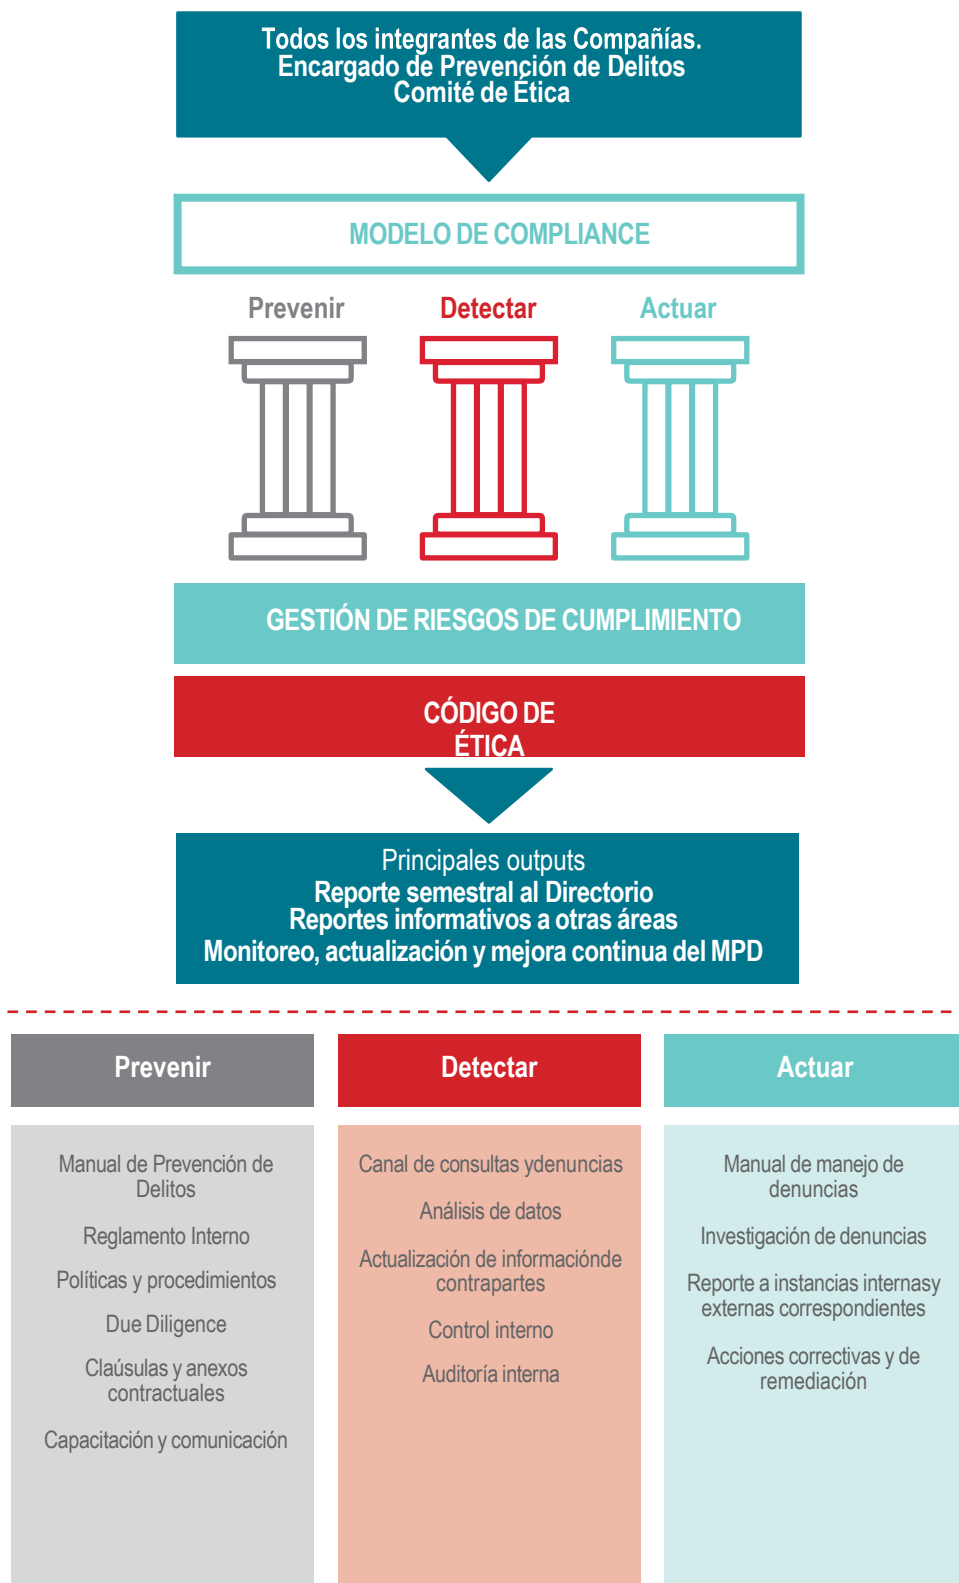 Todos los integrantes de las Compañías.
Encargado de Prevención de Delitos
Comité de Ética
MODELO DE COMPLIANCE
Prevenir
Detectar
Actuar
GESTIÓN DE RIESGOS DE CUMPLIMIENTO
CÓDIGO DE
ÉTICA
Principales outputs
Reporte semestral al Directorio
Reportes informativos a otras áreas
Monitoreo, actualización y mejora continua del MPD
Prevenir
Manual de Prevención de
Delitos
Reglamento Interno
Políticas y procedimientos
Due Diligence
Claúsulas y anexos
contractuales
Capacitación y comunicación
Detectar
Canal de consultas ydenuncias
Análisis de datos
Actualización de informaciónde
contrapartes
Control interno
Auditoría interna
Actuar
Manual de manejo de
denuncias
Investigación de denuncias
Reporte a instancias internasy
externas correspondientes
Acciones correctivas y de
remediación